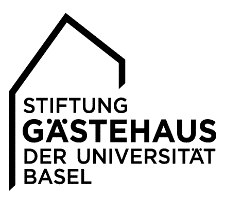 STIFTUNG
GÄSTEHAUS
DER UNIVERSITÄT
BASEL